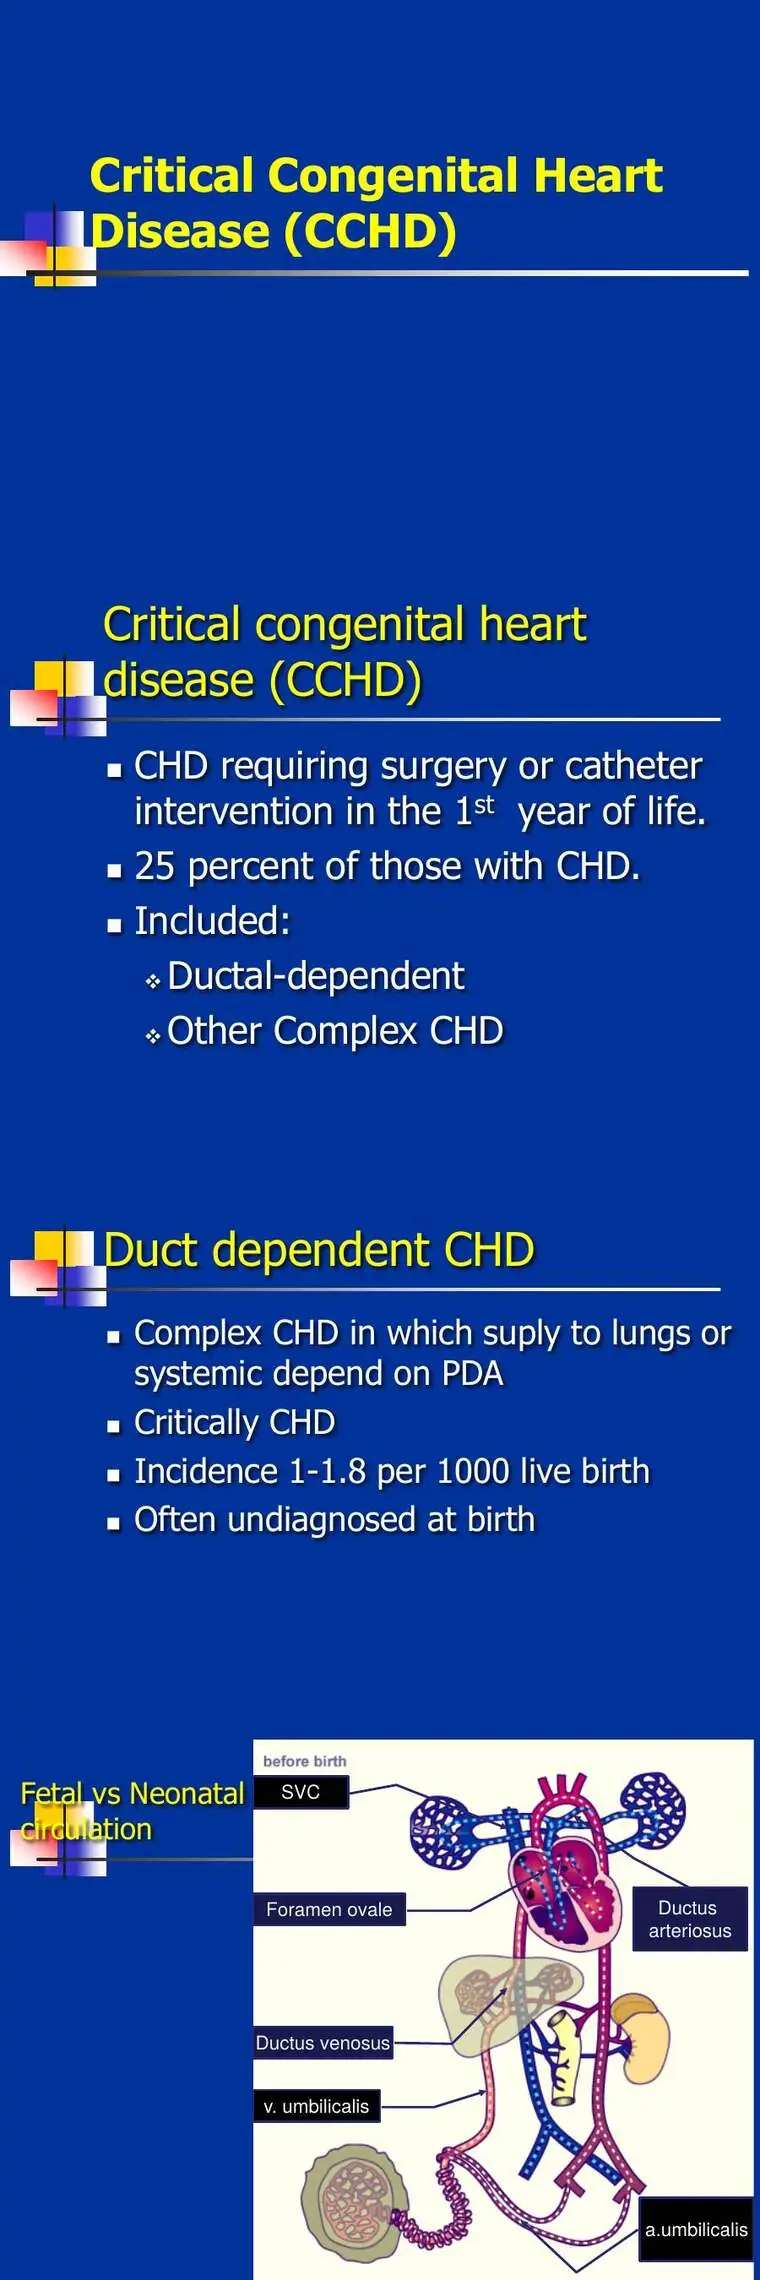 Critical Congenital Heart
Disease (CCHD)
Critical congenital heart
disease (CCHD)
CHD requiring surgery or catheter
intervention in the 1st year of life.
25 percent of those with CHD.
Included:
Ductal-dependent
Other Complex CHD
Duct dependent CHD
Complex CHD in which suply to lungs or
systemic depend on PDA
Critically CHD
Incidence 1-1.8 per 1000 live birth
Often undiagnosed at birth
Fetal vs Neonatal
circulation
before birth
SVC
Foramen ovale
Ductus
arteriosus
Ductus venosus
v. umbilicalis
a.umbilicalis